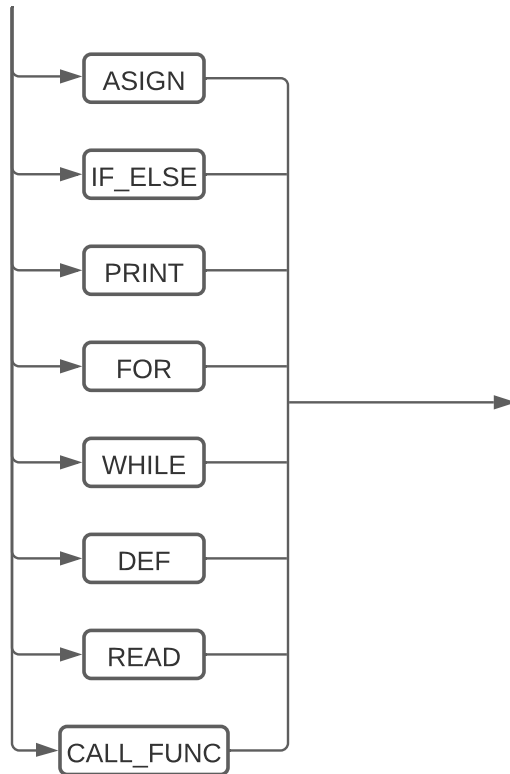 ASIGN
IF_ELSE
PRINT
FOR
WHILE
DEF
READ
CALL_FUNC